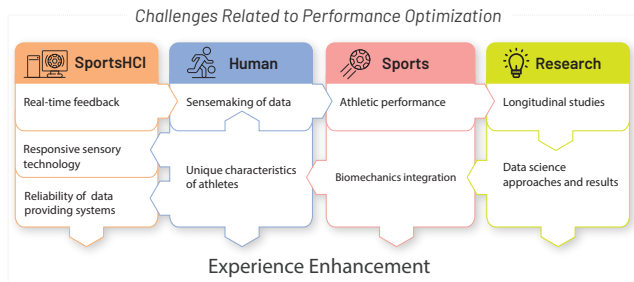 Challenges Related to Performance Optimization
SportsHCI
Human
Sports
Research
Real-time feedback
Sensemaking of data
Athletic performance
Longitudinal studies
Responsive sensory
technology
Reliability of data
providing systems
Unique characteristics
of athletes
Biomechanics integration
Data science
approaches and results
Experience Enhancement